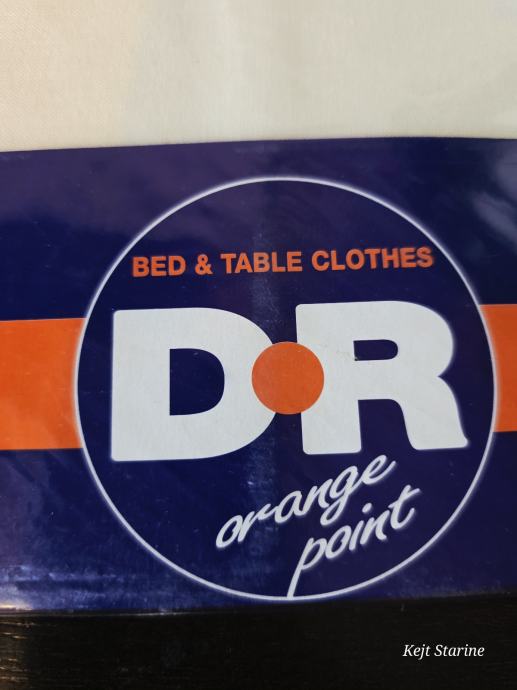 BED & TABLE CLOTHES
D•R
orange
point
Kejt Starine